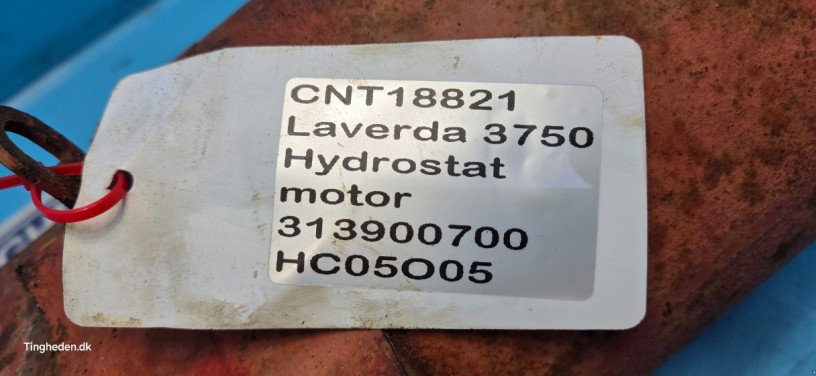 CNT18821
Laverda 3750
Hydrostat
motor
313900700
HC05O05
Tingheden.dk